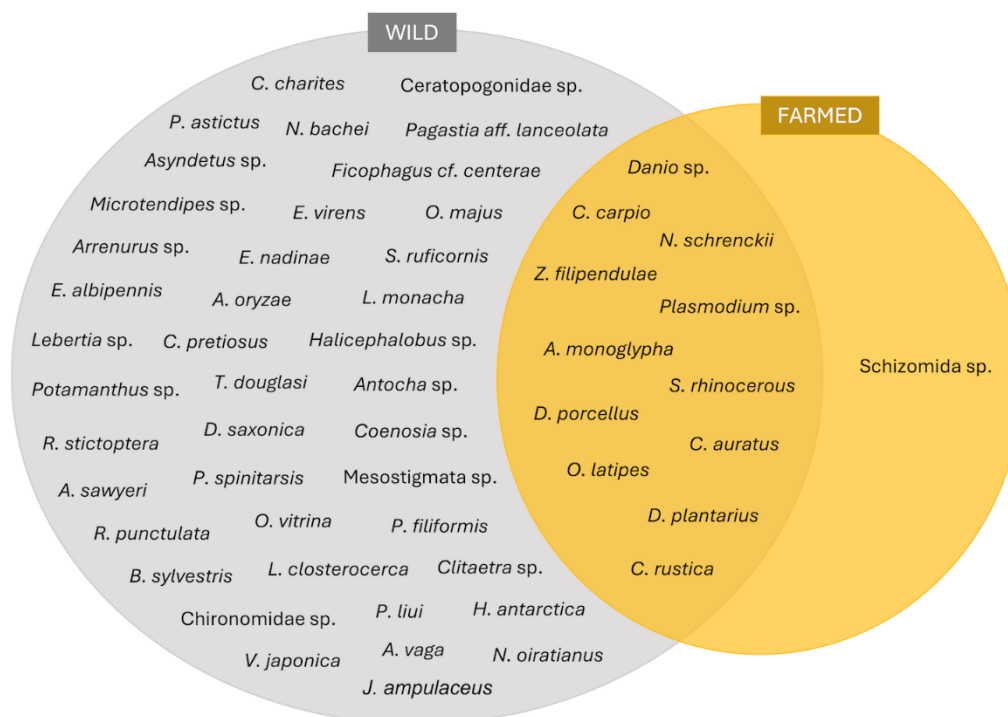 WILD
C. charites
Ceratopogonidae sp.
P. astictus
N. bachei
Pagastia aff. lanceolata
Asyndetus sp.
Ficophagus cf. centerae
Microtendipes sp.
E. virens
O. majus
Arrenurus sp.
E. nadinae
S. ruficornis
E. albipennis
A. oryzae
L. monacha
Lebertia sp.
C. pretiosus
Halicephalobus sp.
Potamanthus sp.
T. douglasi
Antocha sp.
R. stictoptera
D. saxonica
Coenosia sp.
A. sawyeri
P. spinitarsis
Mesostigmata sp.
R. punctulata
O. vitrina
P. filiformis
B. sylvestris
L. closterocerca
Clitaetra sp.
Chironomidae sp.
P. liui
H. antarctica
V. japonica
A. vaga
N. oiratianus
J. ampulaceus
FARMED
Danio sp.
C. carpio
N. schrenckii
Z. filipendulae
Plasmodium sp.
A. monoglypha
S. rhinocerous
D. porcellus
C. auratus
O. latipes
D. plantarius
C. rustica
Schizomida sp.